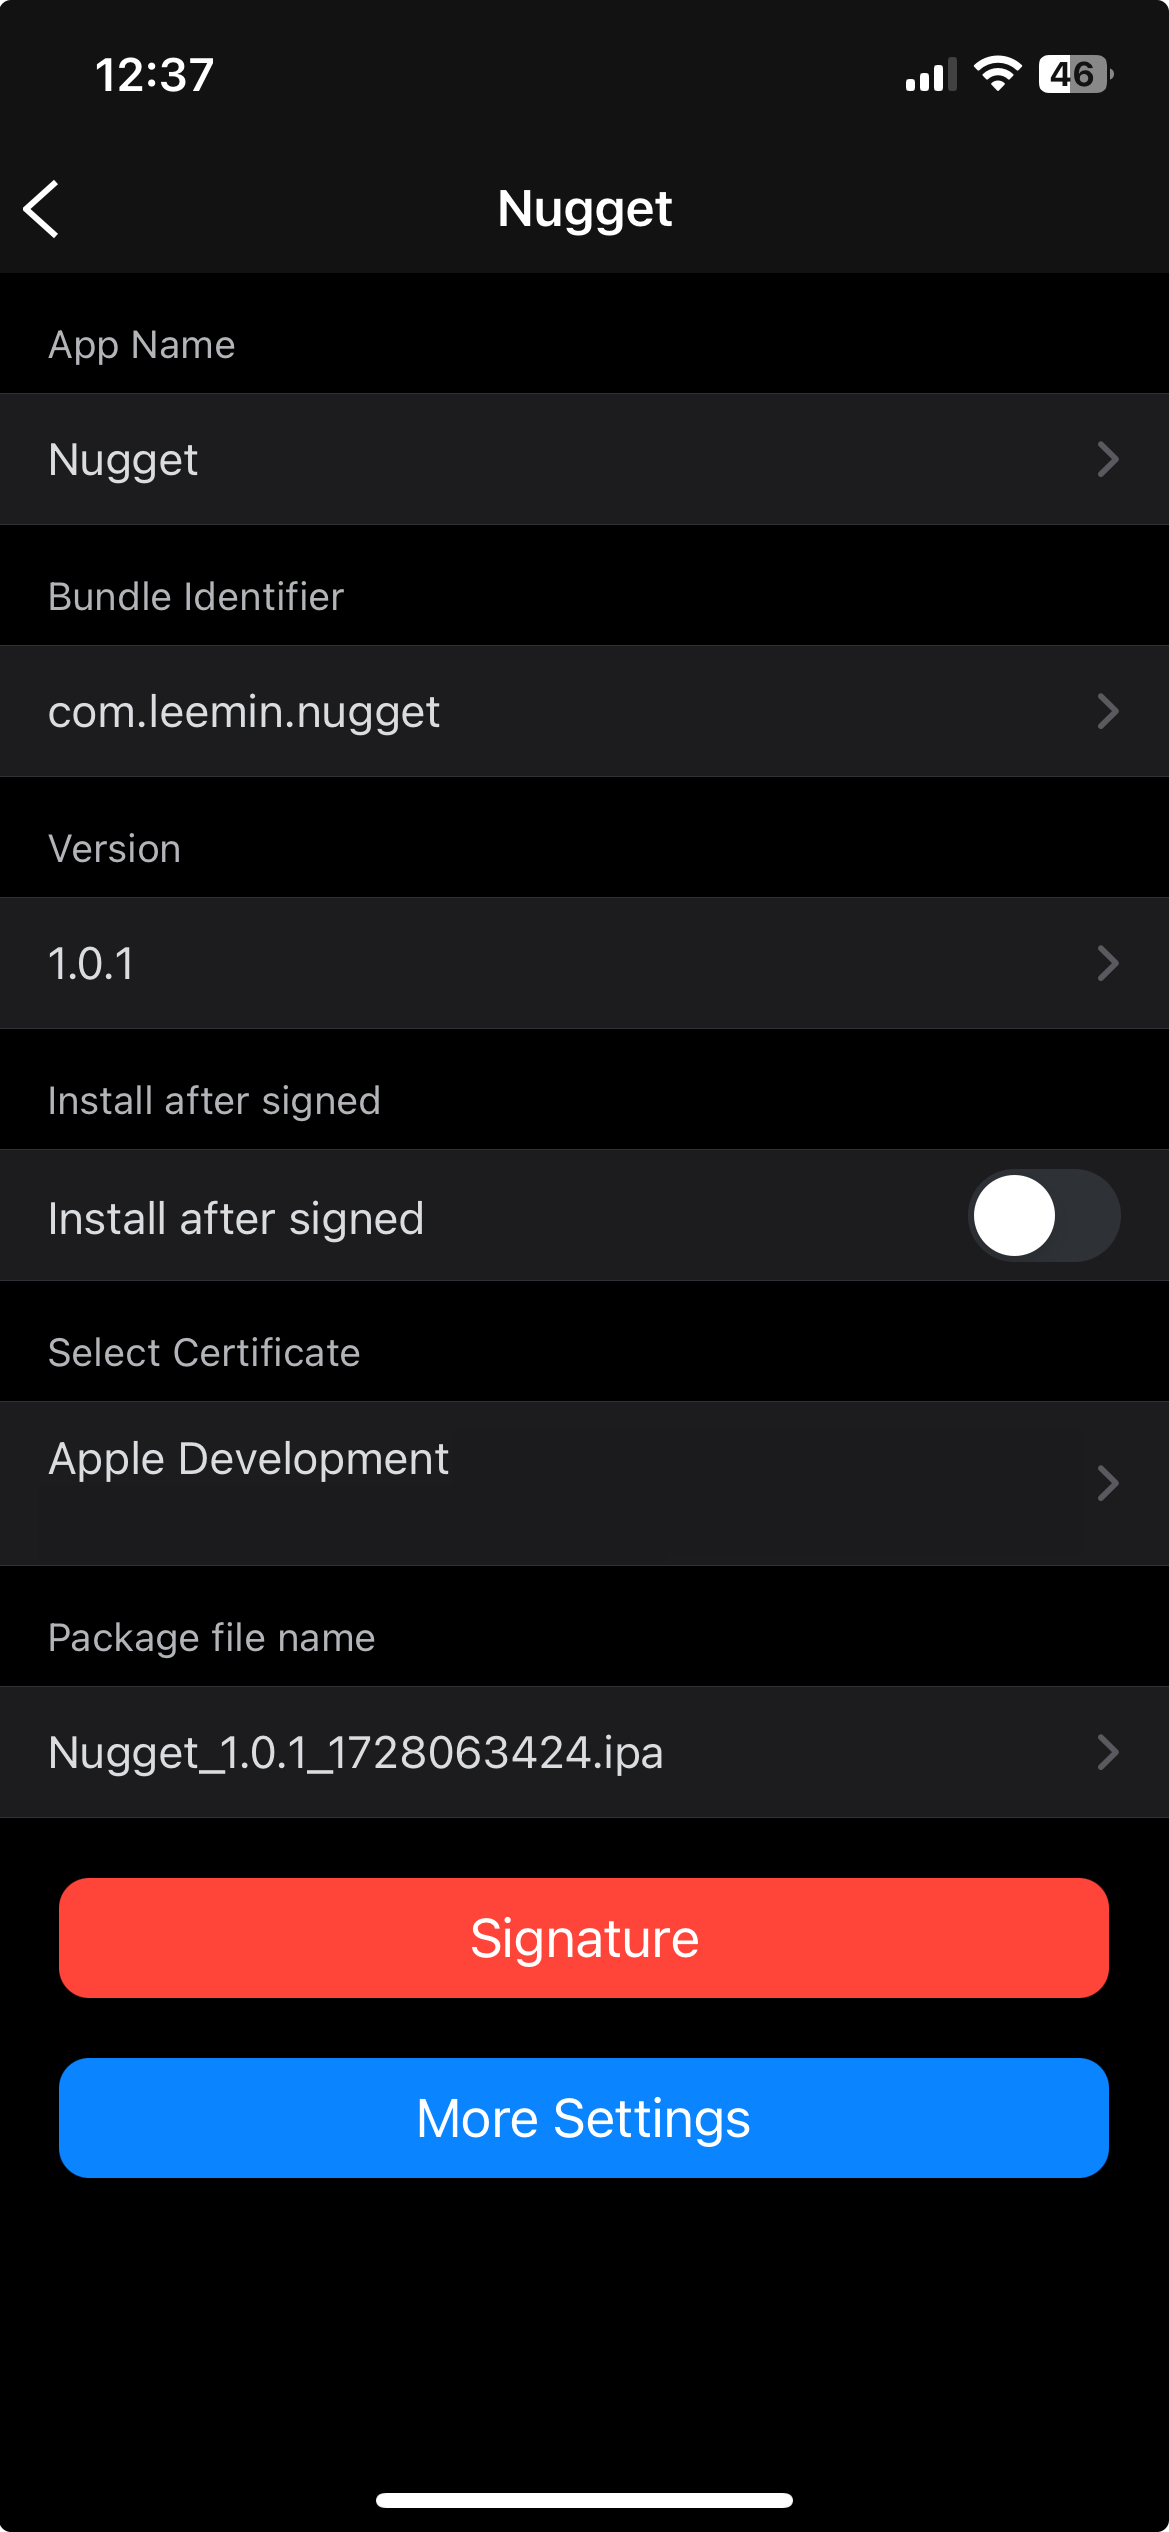 12:37
46
Nugget
App Name
Nugget
Bundle Identifier
com.leemin.nugget
Version
1.0.1
Install after signed
Install after signed
Select Certificate
Apple Development
Package file name
Nugget_1.0.1_1728063424.ipa
Signature
More Settings